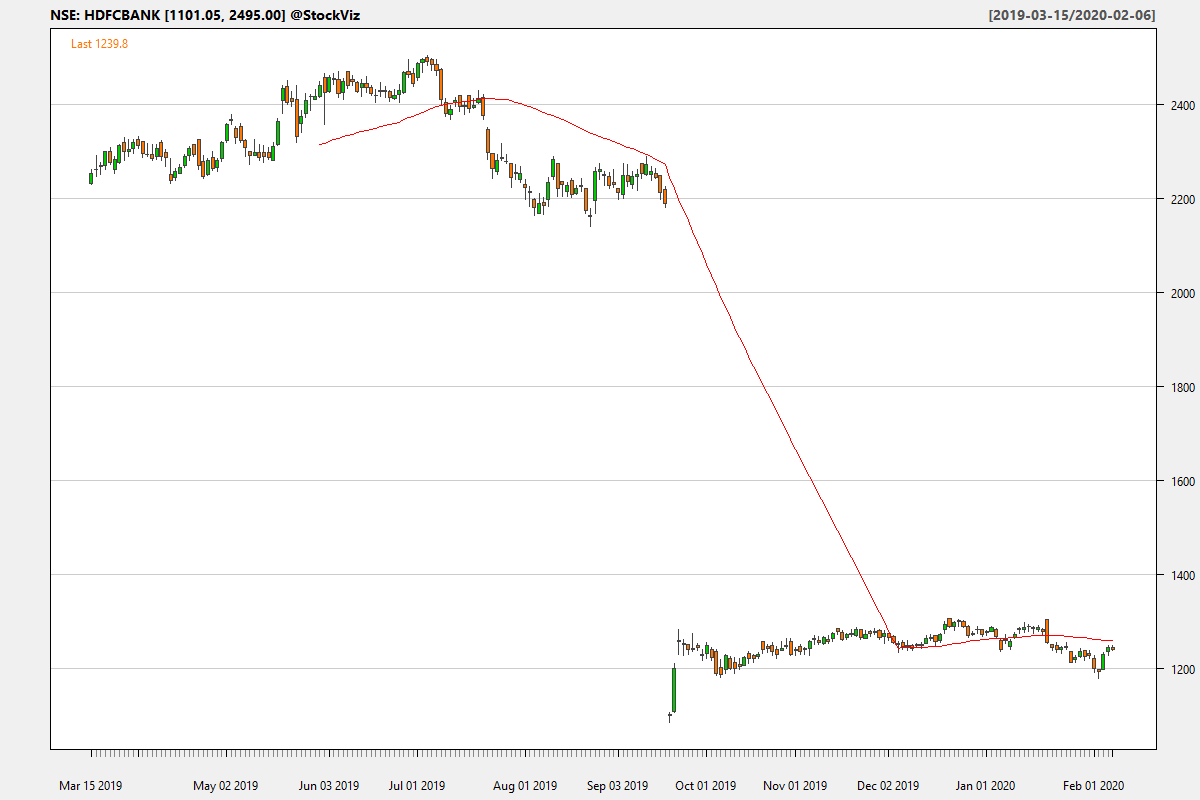 NSE: HDFCBANK [1101.05, 2495.00] @StockViz
[2019-03-15/2020-02-06]
Last 1239.8
2400
2200
2000
1800
1600
1400
1200
Mar 15 2019 May 02 2019 Jun 03 2019 Jul 01 2019 Aug 01 2019 Sep 03 2019 Oct 01 2019 Nov 01 2019 Dec 02 2019 Jan 01 2020 Feb 01 2020